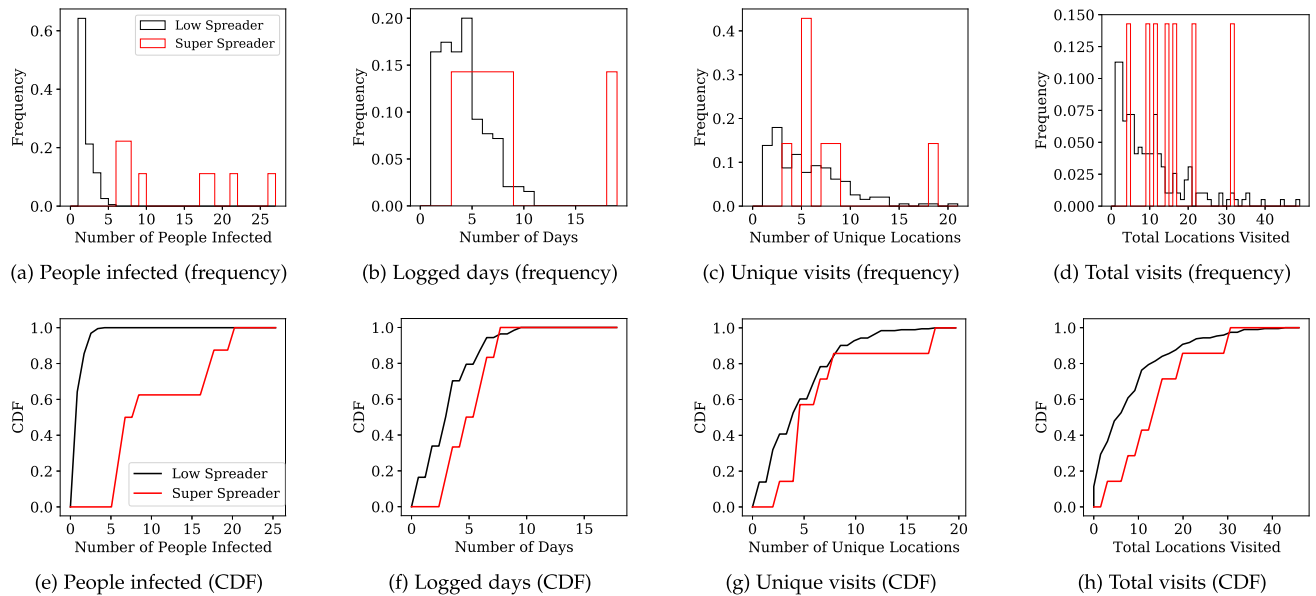 0.6
0.4
0.2
0.0
Frequency
Low Spreader
Super Spreader
0 5 10 15 20 25
Number of People Infected
(a) People infected (frequency)
0.20
0.15
0.10
0.05
0.00
Frequency
0 5 10 15
Number of Days
(b) Logged days (frequency)
0.4
0.3
0.2
0.1
0.0
Frequency
0 5 10 15 20
Number of Unique Locations
(c) Unique visits (frequency)
0.150
0.125
0.100
0.075
0.050
0.025
0.000
Frequency
0 10 20 30 40
Total Locations Visited
(d) Total visits (frequency)
1.0
0.8
0.6
0.4
0.2
0.0
CDF
Low Spreader
Super Spreader
0 5 10 15 20 25
Number of People Infected
(e) People infected (CDF)
1.0
0.8
0.6
0.4
0.2
0.0
CDF
0 5 10 15
Number of Days
(f) Logged days (CDF)
1.0
0.8
0.6
0.4
0.2
0.0
CDF
0 5 10 15 20
Number of Unique Locations
(g) Unique visits (CDF)
1.0
0.8
0.6
0.4
0.2
0.0
CDF
0 20 40
Total Locations Visited
(h) Total visits (CDF)